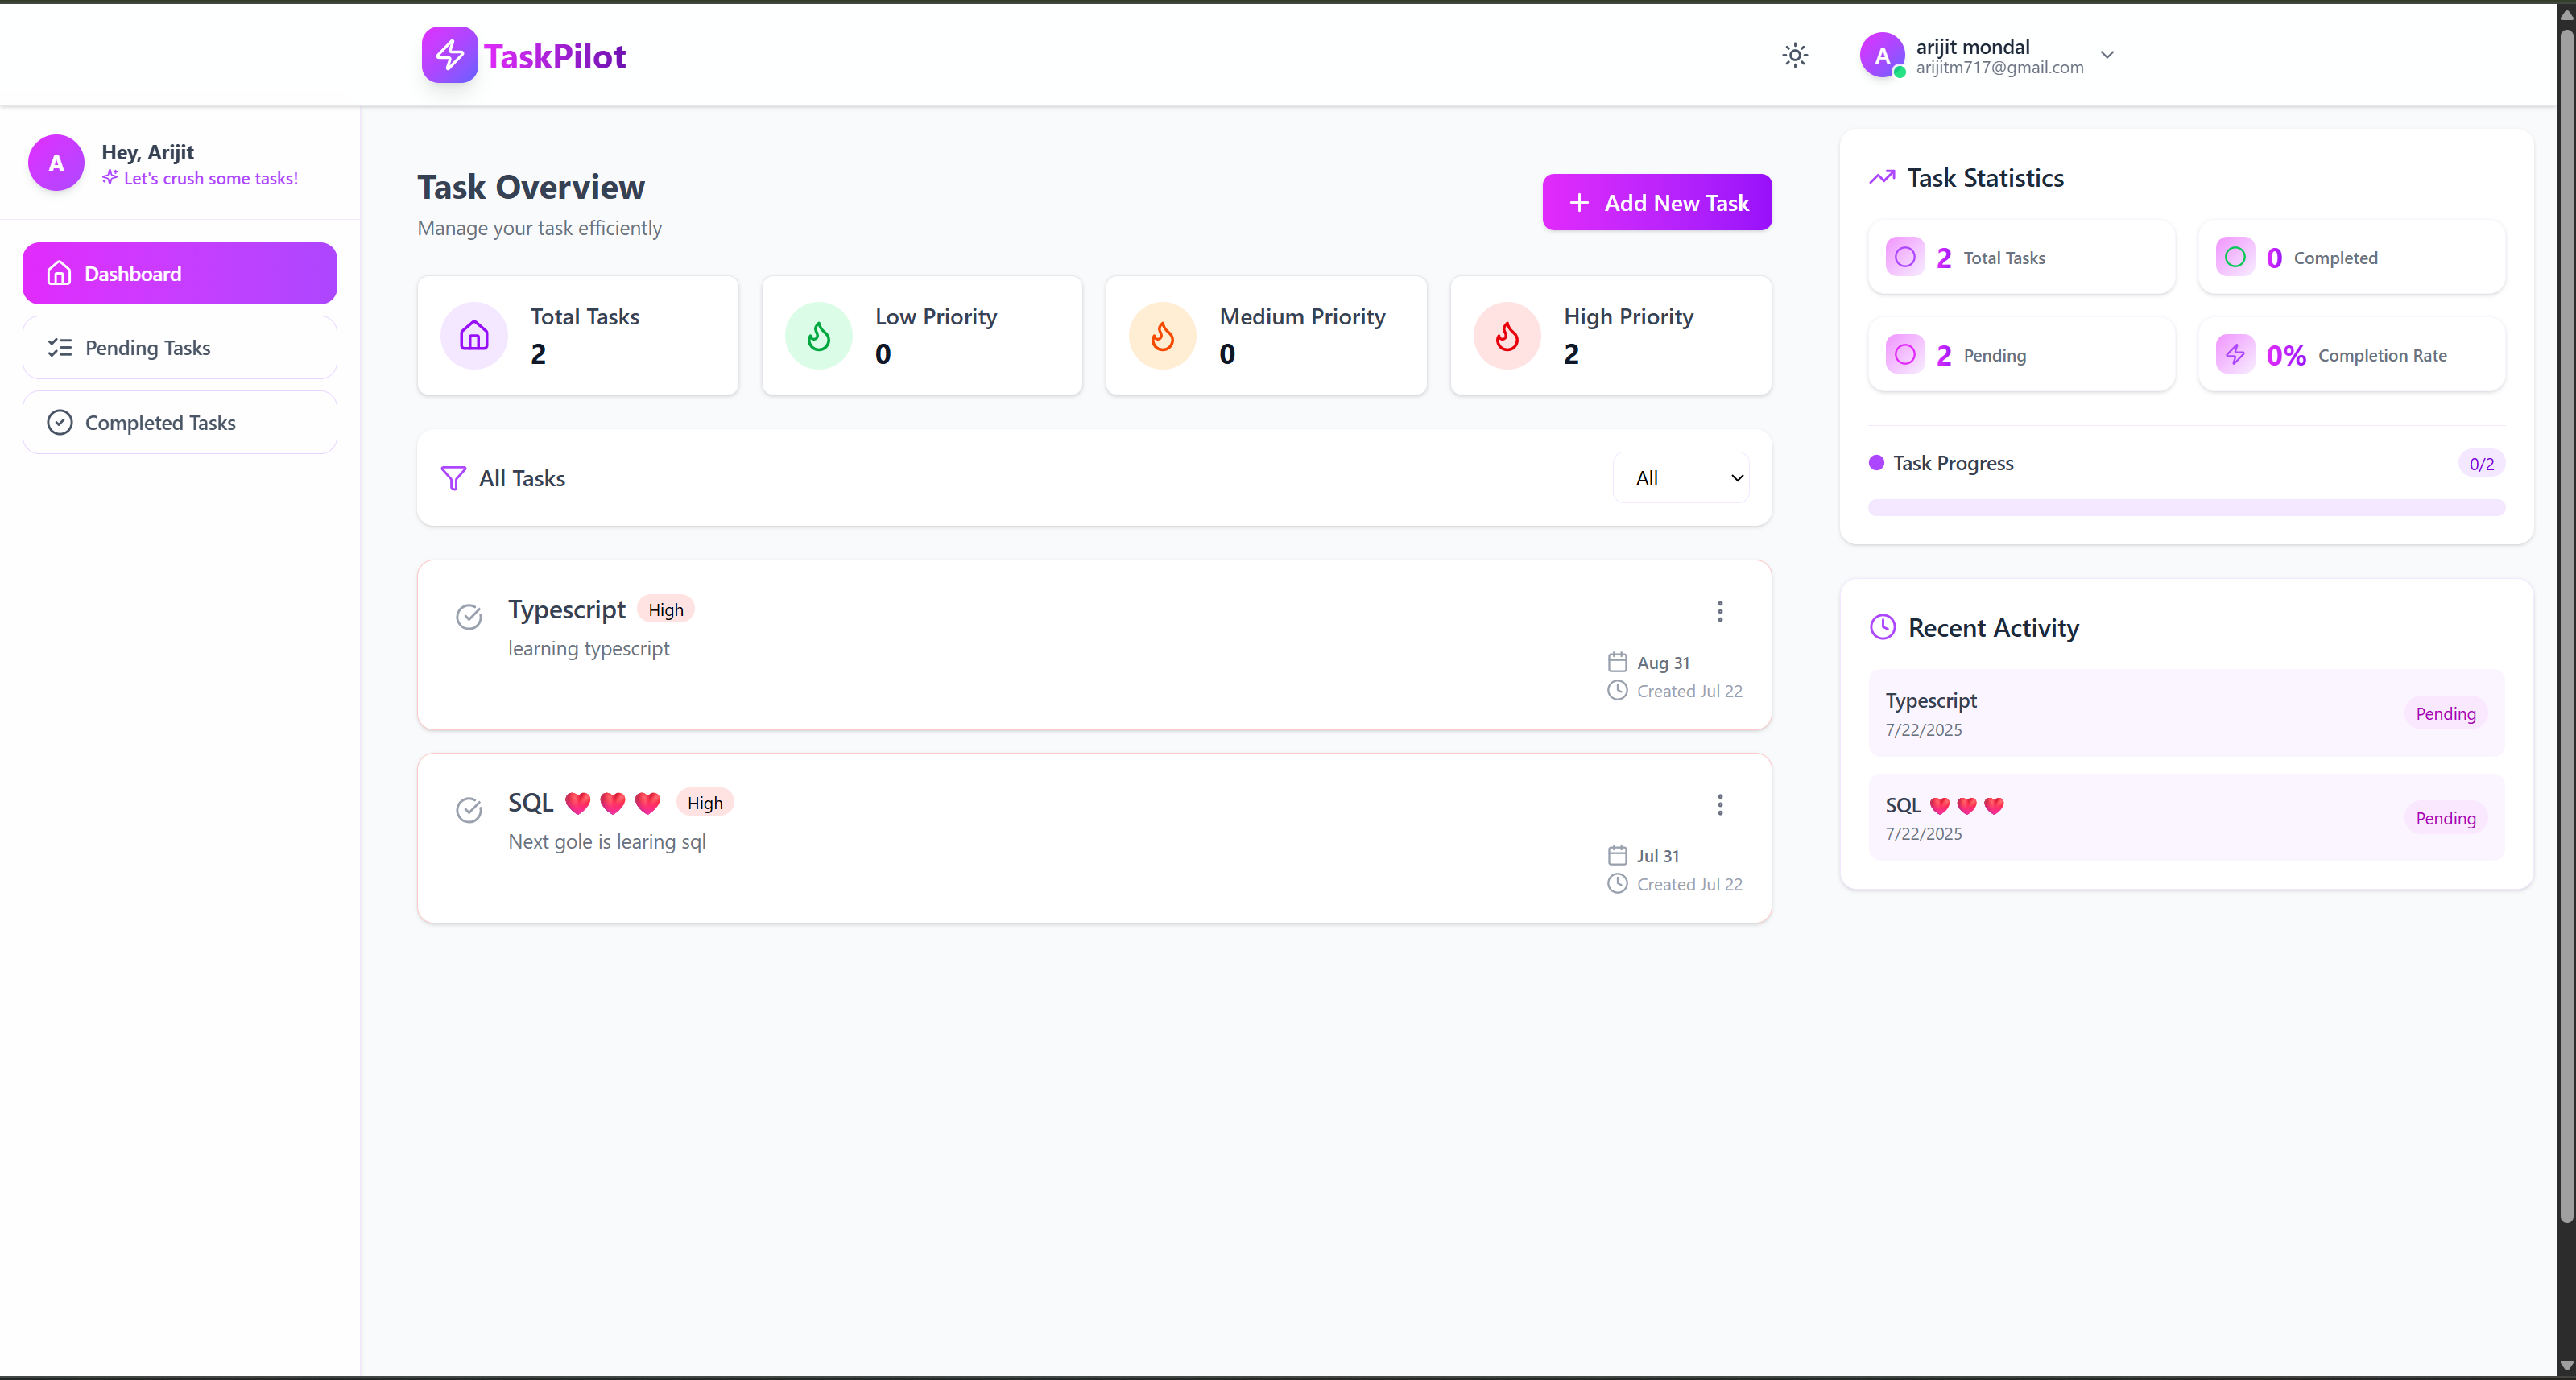 TaskPilot
A
arijit mondal
arijitm717@gmail.com
A
Hey, Arijit
Let's crush some tasks!
Dashboard
Pending Tasks
Completed Tasks
Task Overview
Manage your task efficiently
Add New Task
Total Tasks
2
Low Priority
0
Medium Priority
0
High Priority
2
All Tasks
All
Typescript High
learning typescript
Aug 31
Created Jul 22
SQL ❤️ ❤️ ❤️ High
Next gole is learing sql
Jul 31
Created Jul 22
Task Statistics
2 Total Tasks
0 Completed
2 Pending
0% Completion Rate
Task Progress 0/2
Recent Activity
Typescript
7/22/2025
Pending
SQL ❤️ ❤️ ❤️
7/22/2025
Pending